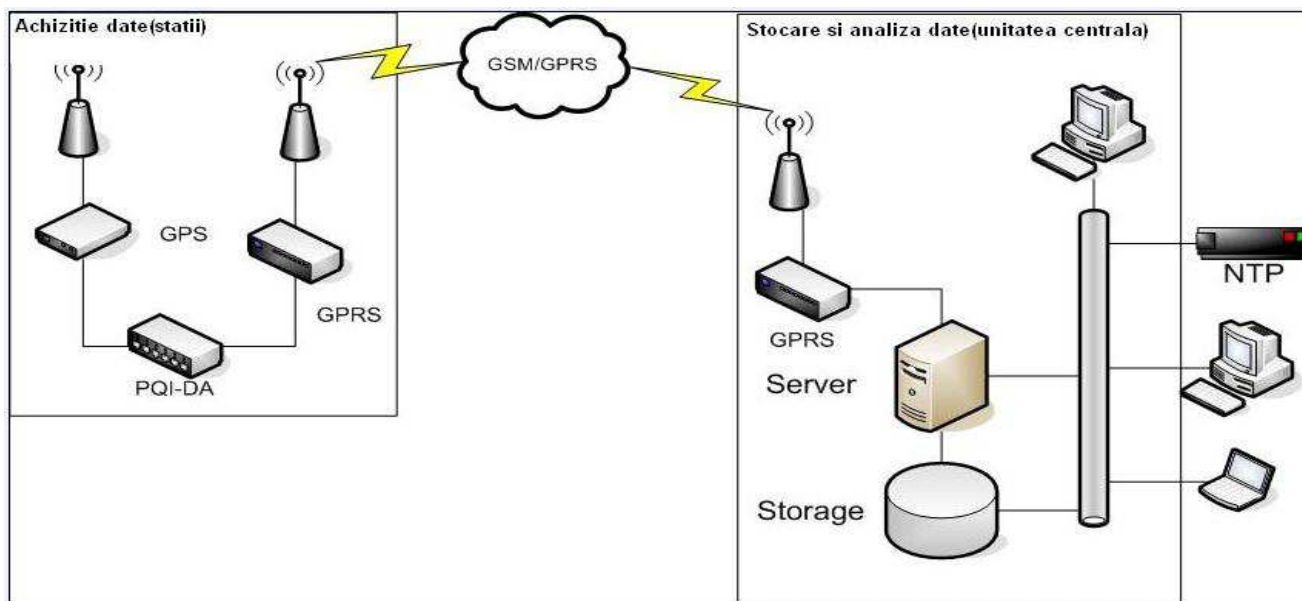 Achizitie date(statii)
GPS
GPRS
PQI-DA
GSM/GPRS
Stocare si analiza date(unitatea centrala)
GPRS
Server
Storage
NTP